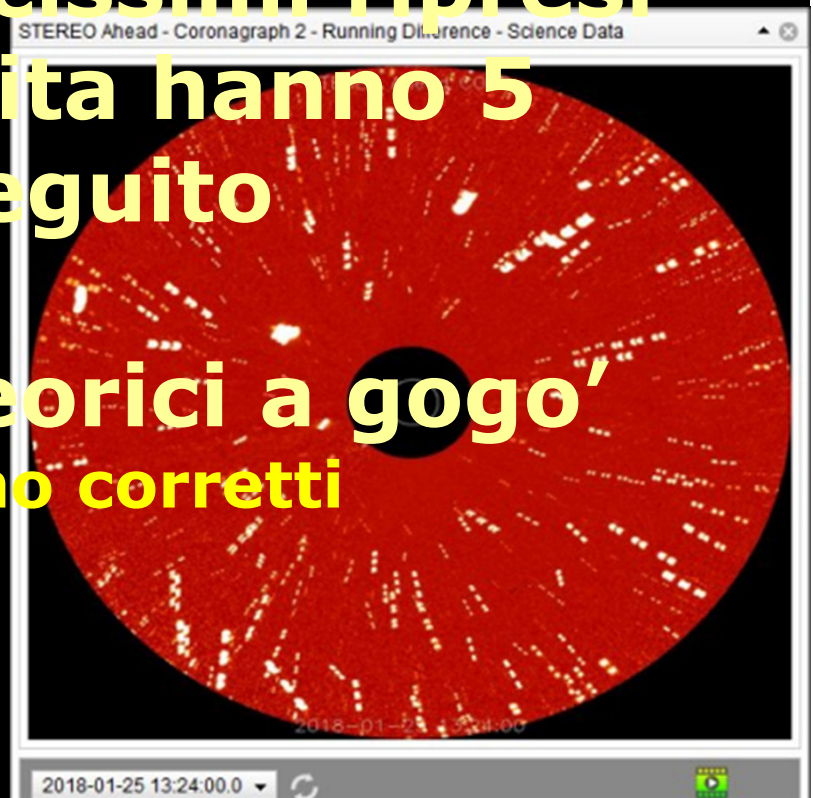 STEREO Ahead - Coronagraph 2 - Running Difference - Science Data
ita hanno 5
eguito
eorici a gogo’
no corretti
2018-01-25 13:24:00
2018-01-25 13:24:00.0